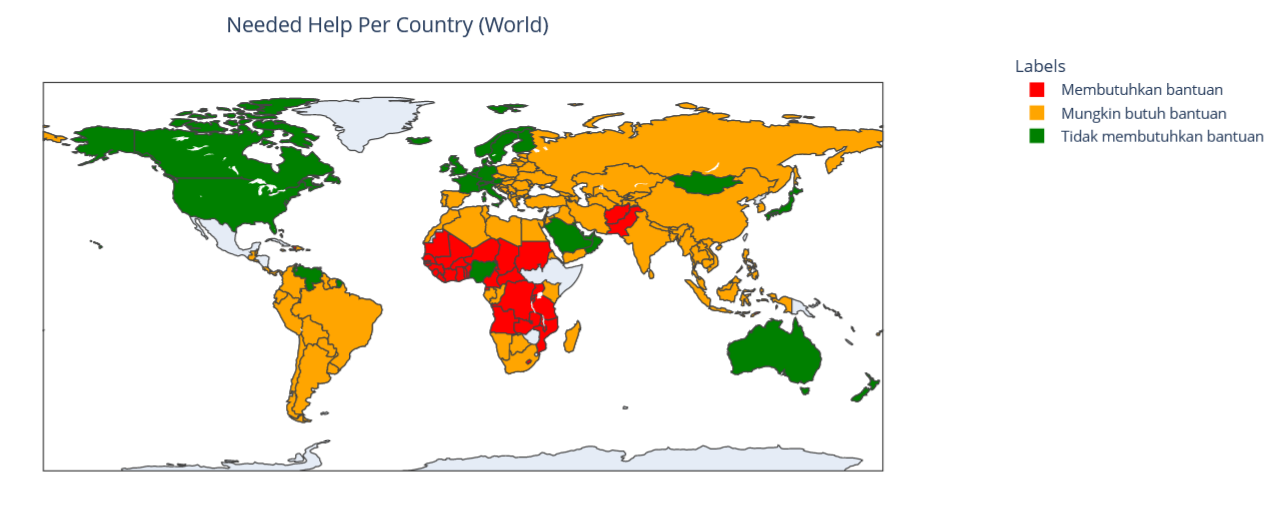 Needed Help Per Country (World)
Labels
Membutuhkan bantuan
Mungkin butuh bantuan
Tidak membutuhkan bantuan